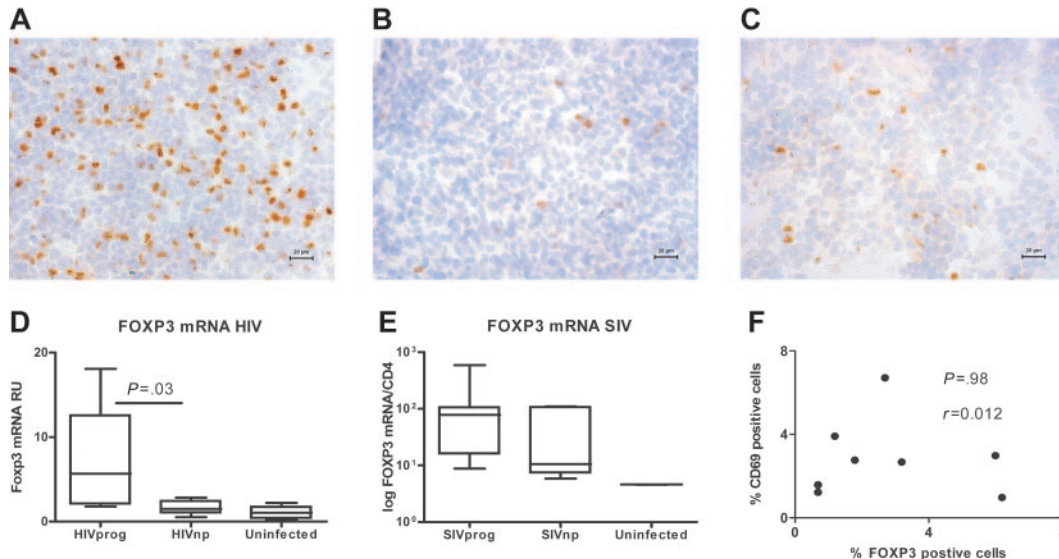 A
B
C
20 µm
20 µm
20 µm
D
FOXP3 mRNA HIV
Foxp3 mRNA RU
20
10
0
P=.03
HIVprog
HIVnp
Uninfected
E
FOXP3 mRNA SIV
log FOXP3 mRNA/CD4
10³
10²
10¹
10⁰
SIVprog
SIVnp
Uninfected
F
% CD69 positive cells
8
4
0
P=.98
r=0.012
0
4
% FOXP3 postive cells